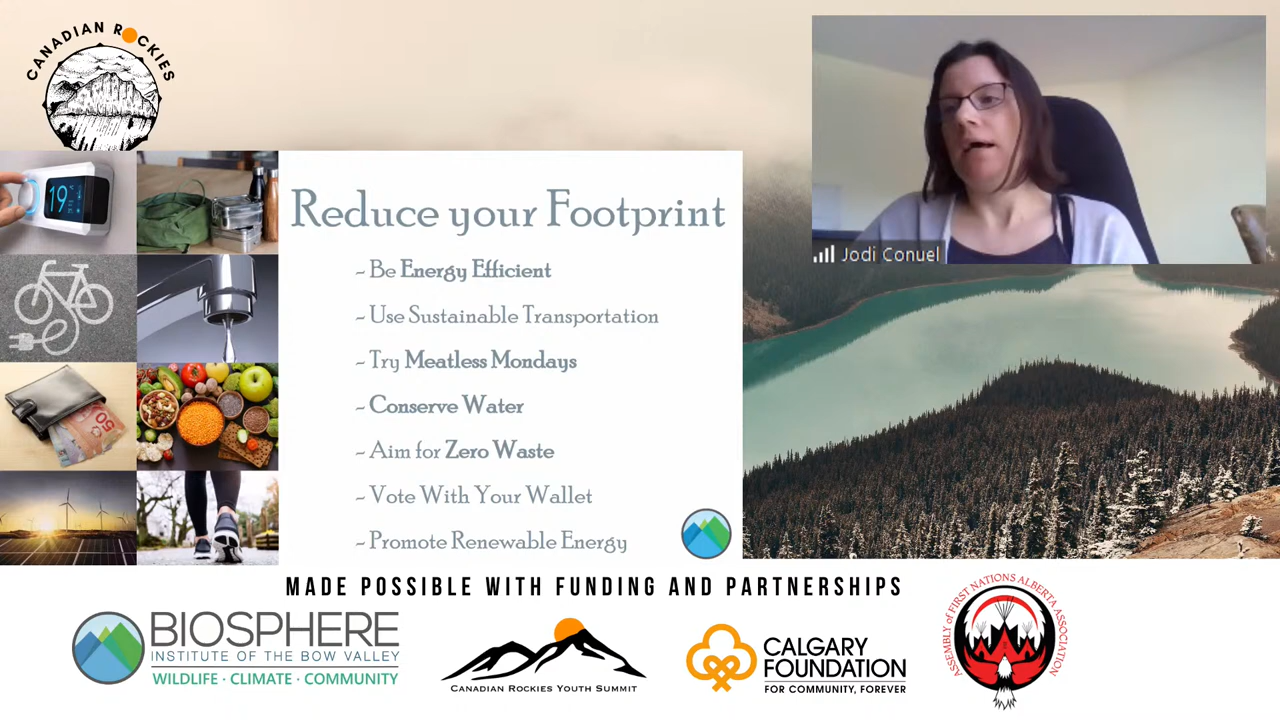 CANADIAN ROCKIES
19
Reduce your Footprint
- Be Energy Efficient
- Use Sustainable Transportation
- Try Meatless Mondays
- Conserve Water
- Aim for Zero Waste
- Vote With Your Wallet
- Promote Renewable Energy
50
Jodi Conuel
MADE POSSIBLE WITH FUNDING AND PARTNERSHIPS
BIOSPHERE
INSTITUTE OF THE BOW VALLEY
WILDLIFE · CLIMATE · COMMUNITY
CANADIAN ROCKIES YOUTH SUMMIT
CALGARY
FOUNDATION
FOR COMMUNITY, FOREVER
ASSEMBLY of FIRST NATIONS ALBERTA ASSOCIATION